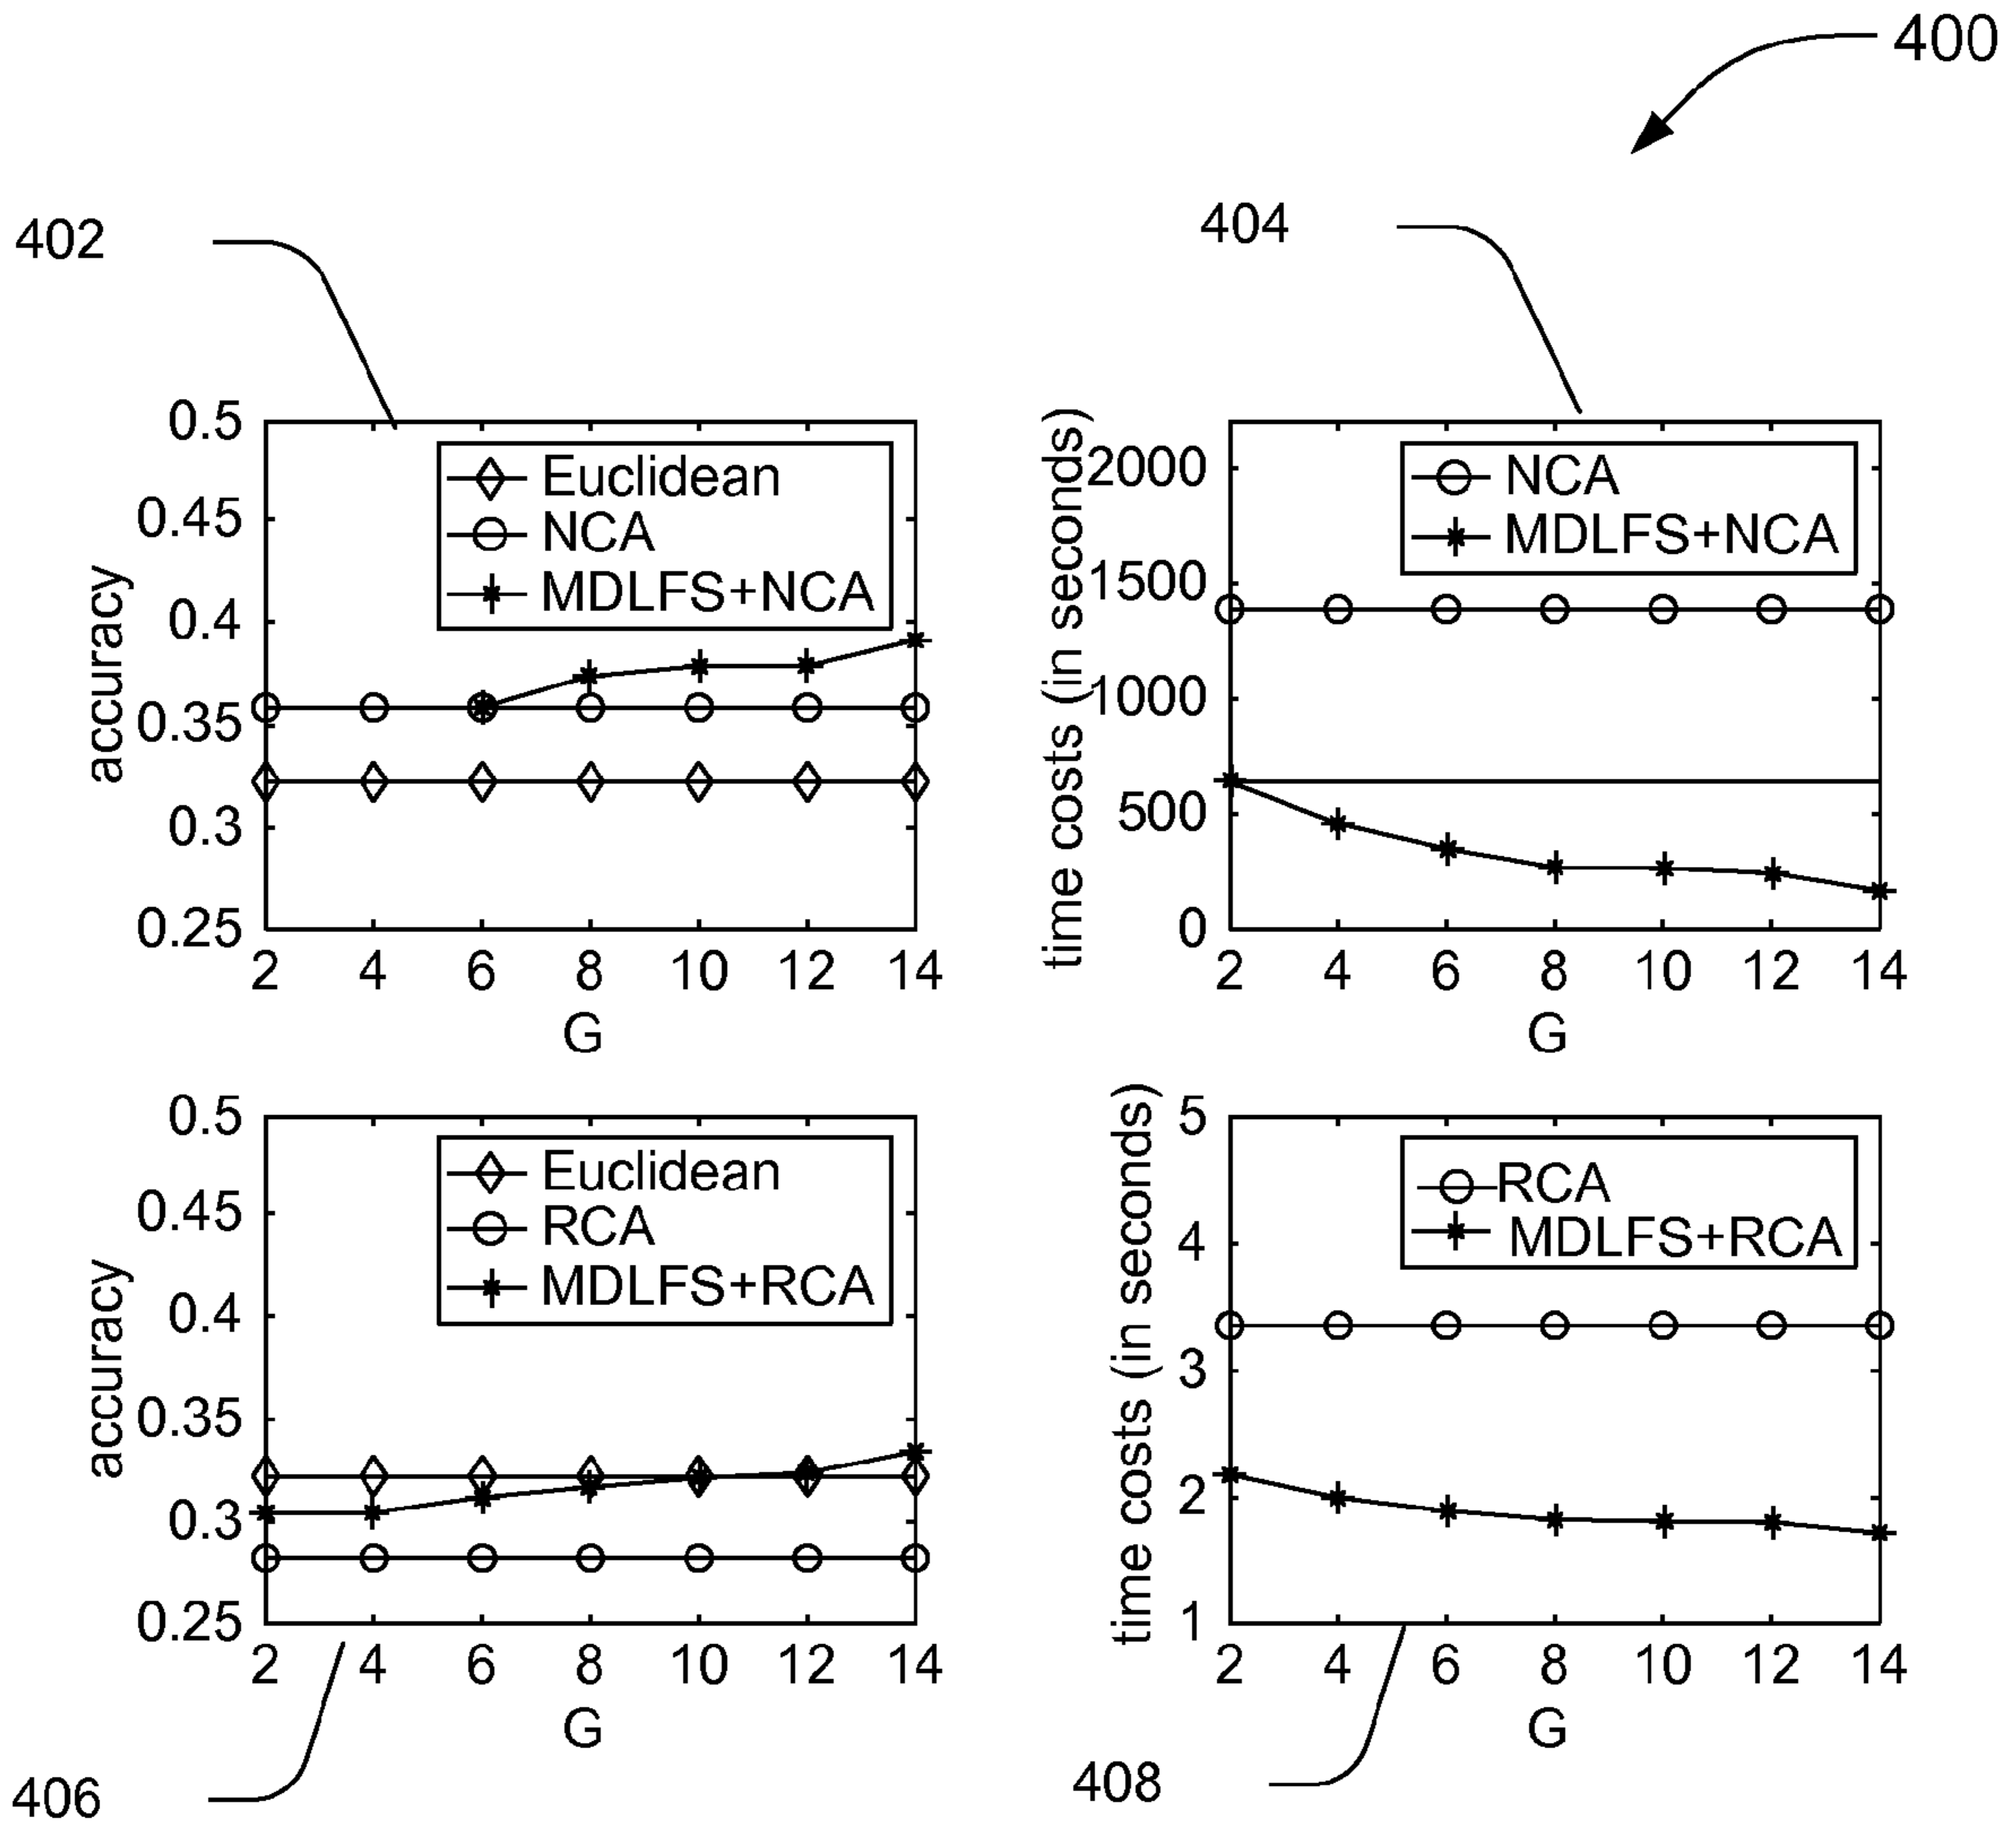 400
402
404
0.5
0.45
0.4
0.35
0.3
0.25
accuracy
Euclidean
NCA
MDLFS+NCA
2 4 6 8 10 12 14
G
2000
1500
1000
500
0
time costs (in seconds)
NCA
MDLFS+NCA
2 4 6 8 10 12 14
G
0.5
0.45
0.4
0.35
0.3
0.25
accuracy
Euclidean
RCA
MDLFS+RCA
2 4 6 8 10 12 14
G
5
4
3
2
1
time costs (in seconds)
RCA
MDLFS+RCA
2 4 6 8 10 12 14
G
406
408